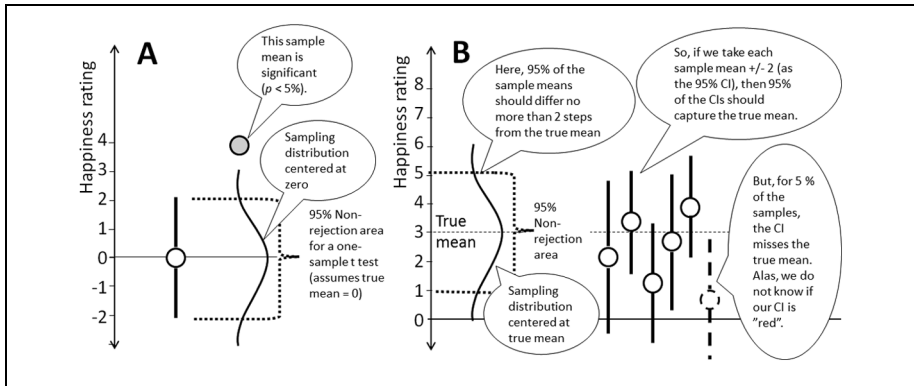 A
This sample
mean is
significant
(p < 5%).
Happiness rating
4
3
2
1
0
-1
-2
Sampling
distribution
centered at
zero
95% Non-
rejection area
for a one-
sample t test
(assumes true
mean = 0)
B
Happiness rating
8
7
6
5
4
3
2
1
0
Here, 95% of the
sample means
should differ no
more than 2 steps
from the true mean
True
mean
95%
Non-
rejection
area
Sampling
distribution
centered at
true mean
So, if we take each
sample mean +/- 2 (as
the 95% CI), then 95%
of the CIs should
capture the true mean.
But, for 5 %
of the
samples,
the CI
misses the
true mean.
Alas, we do
not know if
our CI is
”red”.